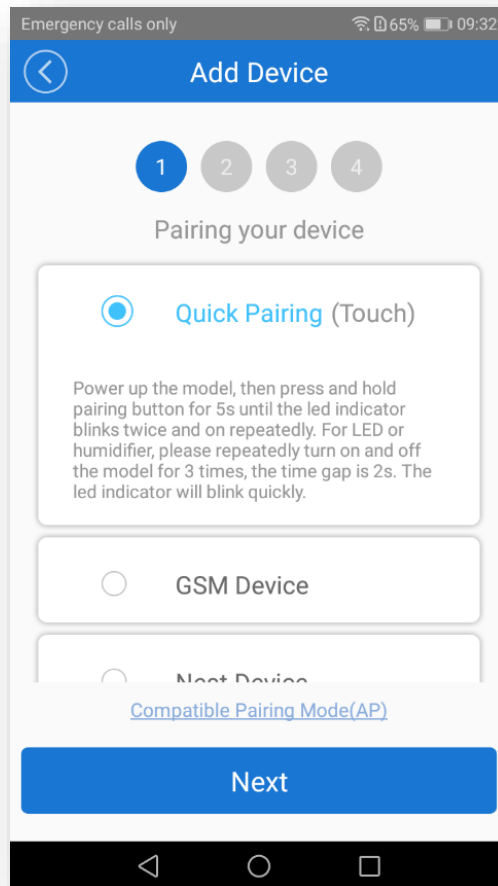 Emergency calls only 65% 09:32
Add Device
1 2 3 4
Pairing your device
Quick Pairing (Touch)
Power up the model, then press and hold
pairing button for 5s until the led indicator
blinks twice and on repeatedly. For LED or
humidifier, please repeatedly turn on and off
the model for 3 times, the time gap is 2s. The
led indicator will blink quickly.
GSM Device
Nest Device
Compatible Pairing Mode(AP)
Next